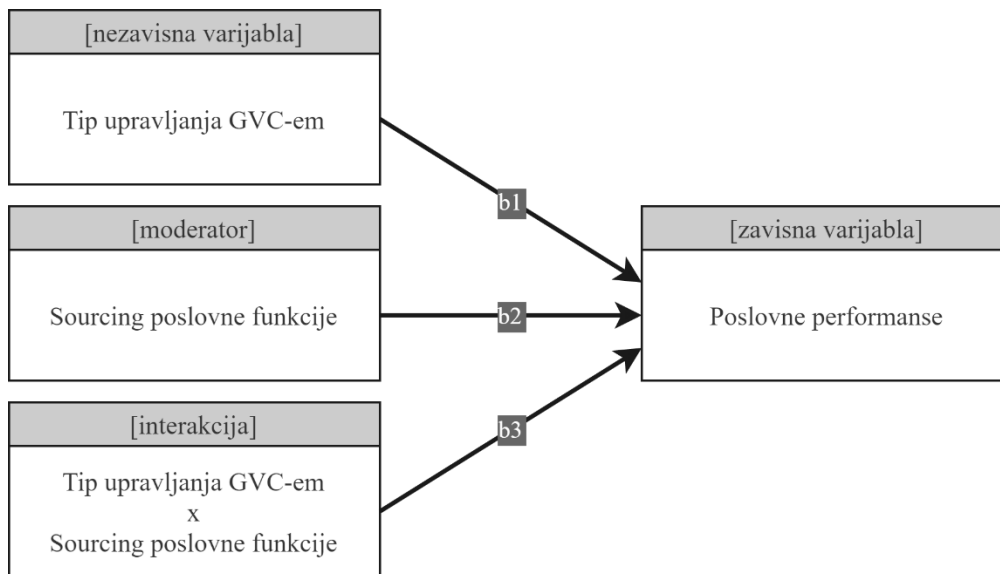 [nezavisna varijabla]
Tip upravljanja GVC-em
b1
[moderator]
Sourcing poslovne funkcije
b2
[zavisna varijabla]
Poslovne performanse
[interakcija]
Tip upravljanja GVC-em
x
Sourcing poslovne funkcije
b3